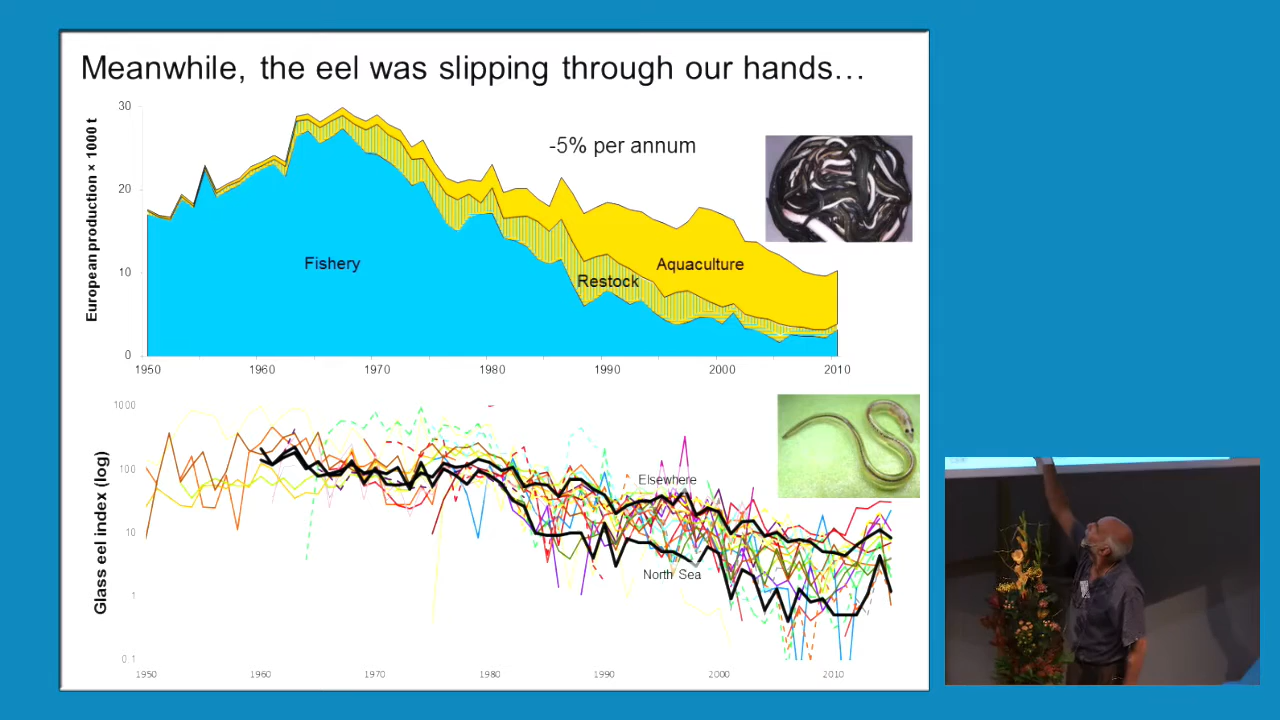 Meanwhile, the eel was slipping through our hands…
European production × 1000 t
30
20
10
0
-5% per annum
Fishery
Restock
Aquaculture
1950 1960 1970 1980 1990 2000 2010
Glass eel index (log)
1000
100
10
1
0.1
Elsewhere
North Sea
1950 1960 1970 1980 1990 2000 2010